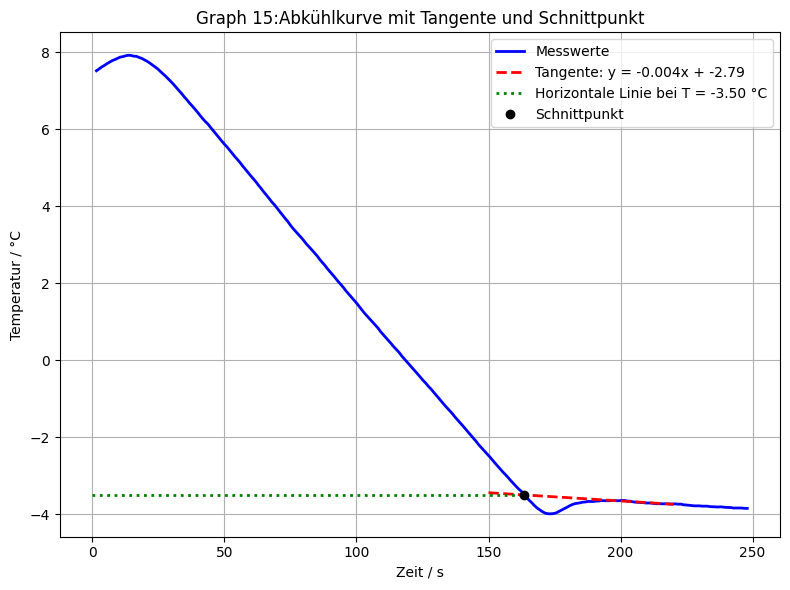 Graph 15:Abkühlkurve mit Tangente und Schnittpunkt
Messwerte
Tangente: y = -0.004x + -2.79
Horizontale Linie bei T = -3.50 °C
Schnittpunkt
Temperatur / °C
8
6
4
2
0
−2
−4
0
50
100
150
200
250
Zeit / s